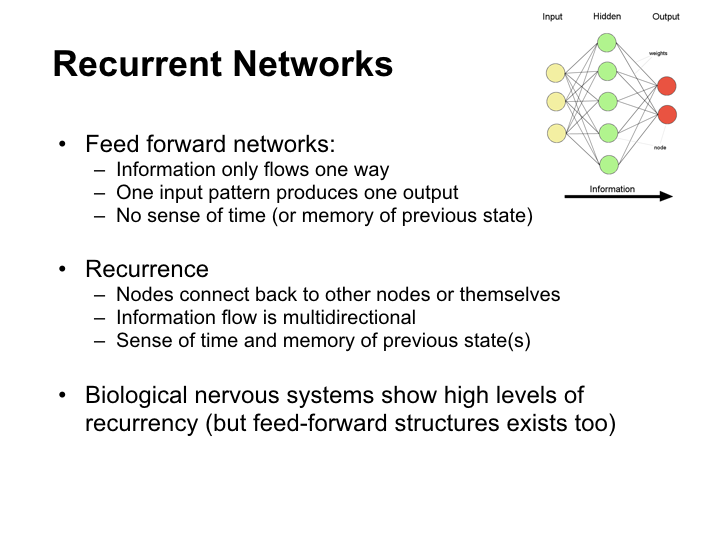 Input Hidden Output
Recurrent Networks
weights
node
Information
• Feed forward networks:
– Information only flows one way
– One input pattern produces one output
– No sense of time (or memory of previous state)
• Recurrence
– Nodes connect back to other nodes or themselves
– Information flow is multidirectional
– Sense of time and memory of previous state(s)
• Biological nervous systems show high levels of
recurrency (but feed-forward structures exists too)